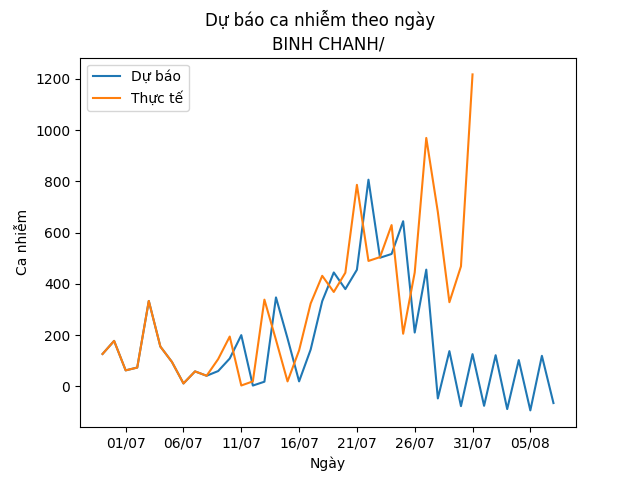 Dự báo ca nhiễm theo ngày
BINH CHANH/
Dự báo
Thực tế
1200
1000
800
600
400
200
0
Ca nhiễm
01/07 06/07 11/07 16/07 21/07 26/07 31/07 05/08
Ngày